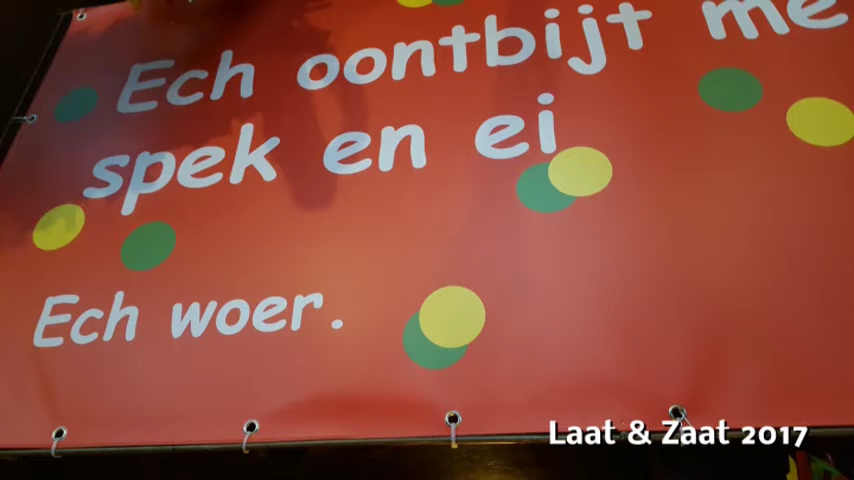 Ech oontbijt me
spek en ei
Ech woer.
Laat & Zaat 2017